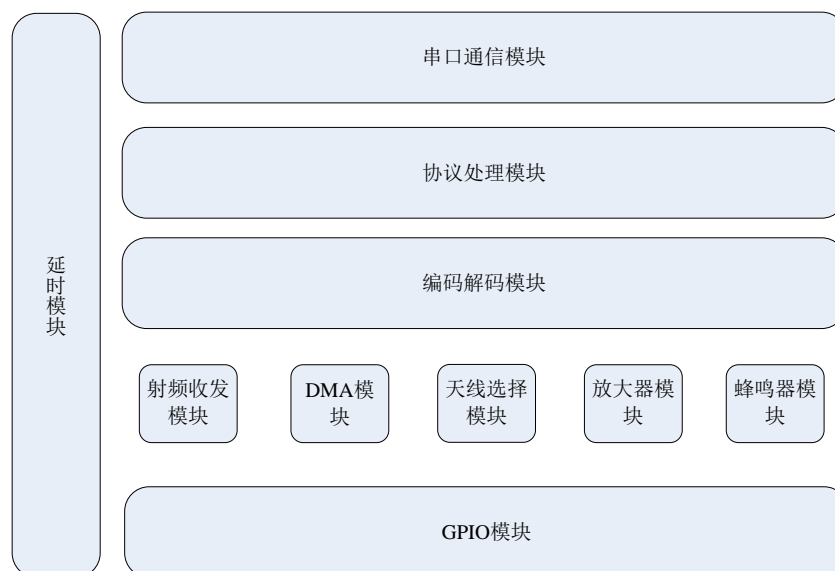 串口通信模块
协议处理模块
编码解码模块
延时模块
射频收发
模块
DMA模
块
天线选择
模块
放大器模
块
蜂鸣器模
块
GPIO模块